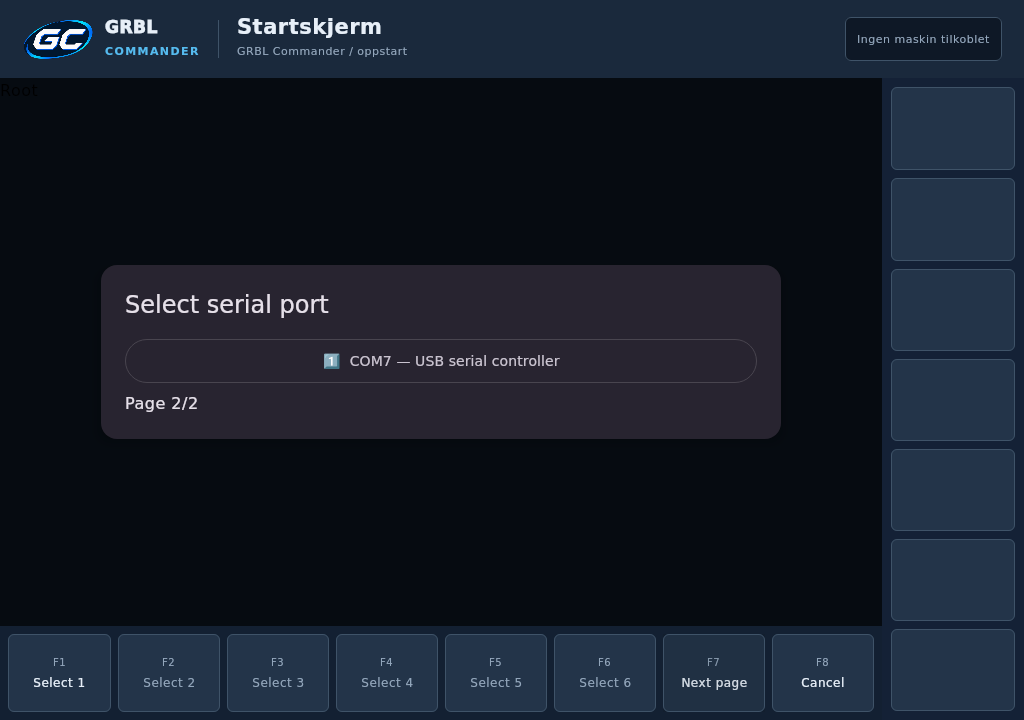 GC
GRBL
COMMANDER
Startskjerm
GRBL Commander / oppstart
Ingen maskin tilkoblet
Root
Select serial port
1️⃣ COM7 — USB serial controller
Page 2/2
F1
Select 1
F2
Select 2
F3
Select 3
F4
Select 4
F5
Select 5
F6
Select 6
F7
Next page
F8
Cancel